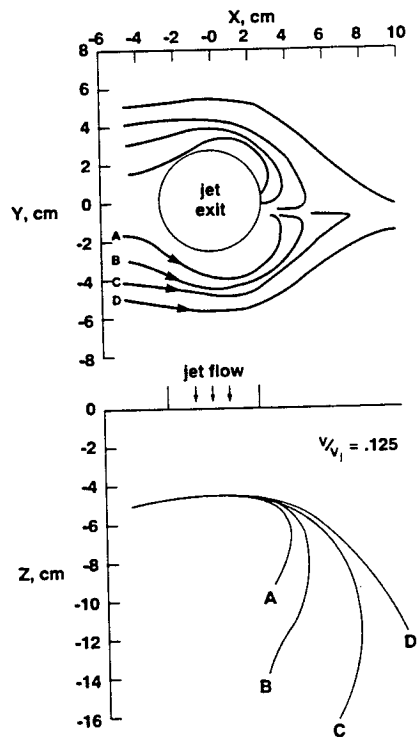 X, cm
-6 -4 -2 -0 2 4 6 8 10
8
6
4
2
Y, cm
0
-2
-4
-6
-8
jet
exit
A
B
C
D
jet flow
0
-2
-4
-6
Z, cm
-8
-10
-12
-14
-16
V/Vj = .125
A
B
C
D